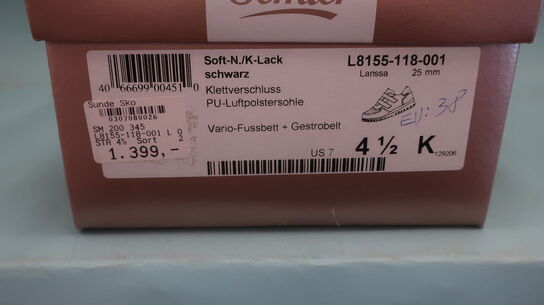 Semler
Soft-N./K-Lack
schwarz
L8155-118-001
Larissa 25 mm
4066699004510
Klettverschluss
PU-Luftpolstersohle
EU: 38
Vario-Fussbett + Gestrobelt
US 7
4 ½ K
129206
Sunde Sko
0307080026
SM 200 345
L8155-118-001 L 0
STR 4½ Sort 2
1.399,-